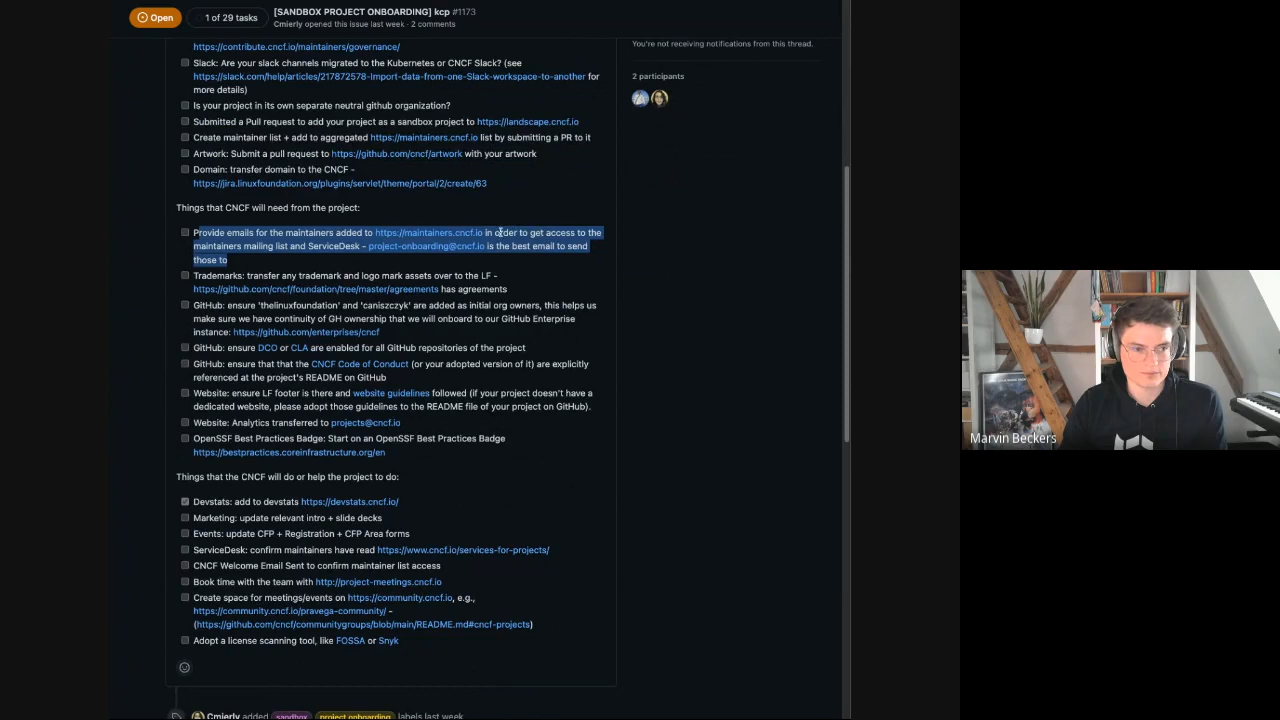 Open
1 of 29 tasks
[SANDBOX PROJECT ONBOARDING] kcp #1173
Cmierly opened this issue last week · 2 comments
https://contribute.cncf.io/maintainers/governance/
Slack: Are your slack channels migrated to the Kubernetes or CNCF Slack? (see
https://slack.com/help/articles/217872578-Import-data-from-one-Slack-workspace-to-another for
more details)
Is your project in its own separate neutral github organization?
Submitted a Pull request to add your project as a sandbox project to https://landscape.cncf.io
Create maintainer list + add to aggregated https://maintainers.cncf.io list by submitting a PR to it
Artwork: Submit a pull request to https://github.com/cncf/artwork with your artwork
Domain: transfer domain to the CNCF -
https://jira.linuxfoundation.org/plugins/servlet/theme/portal/2/create/63
Things that CNCF will need from the project:
Provide emails for the maintainers added to https://maintainers.cncf.io in order to get access to the
maintainers mailing list and ServiceDesk - project-onboarding@cncf.io is the best email to send
those to
Trademarks: transfer any trademark and logo mark assets over to the LF -
https://github.com/cncf/foundation/tree/master/agreements has agreements
GitHub: ensure 'thelinuxfoundation' and 'caniszczyk' are added as initial org owners, this helps us
make sure we have continuity of GH ownership that we will onboard to our GitHub Enterprise
instance: https://github.com/enterprises/cncf
GitHub: ensure DCO or CLA are enabled for all GitHub repositories of the project
GitHub: ensure that that the CNCF Code of Conduct (or your adopted version of it) are explicitly
referenced at the project's README on GitHub
Website: ensure LF footer is there and website guidelines followed (if your project doesn't have a
dedicated website, please adopt those guidelines to the README file of your project on GitHub).
Website: Analytics transferred to projects@cncf.io
OpenSSF Best Practices Badge: Start on an OpenSSF Best Practices Badge
https://bestpractices.coreinfrastructure.org/en
Things that the CNCF will do or help the project to do:
Devstats: add to devstats https://devstats.cncf.io/
Marketing: update relevant intro + slide decks
Events: update CFP + Registration + CFP Area forms
ServiceDesk: confirm maintainers have read https://www.cncf.io/services-for-projects/
CNCF Welcome Email Sent to confirm maintainer list access
Book time with the team with http://project-meetings.cncf.io
Create space for meetings/events on https://community.cncf.io, e.g.,
https://community.cncf.io/pravega-community/ -
(https://github.com/cncf/communitygroups/blob/main/README.md#cncf-projects)
Adopt a license scanning tool, like FOSSA or Snyk
Cmierly added sandbox project onboarding labels last week
You're not receiving notifications from this thread.
2 participants
Marvin Beckers